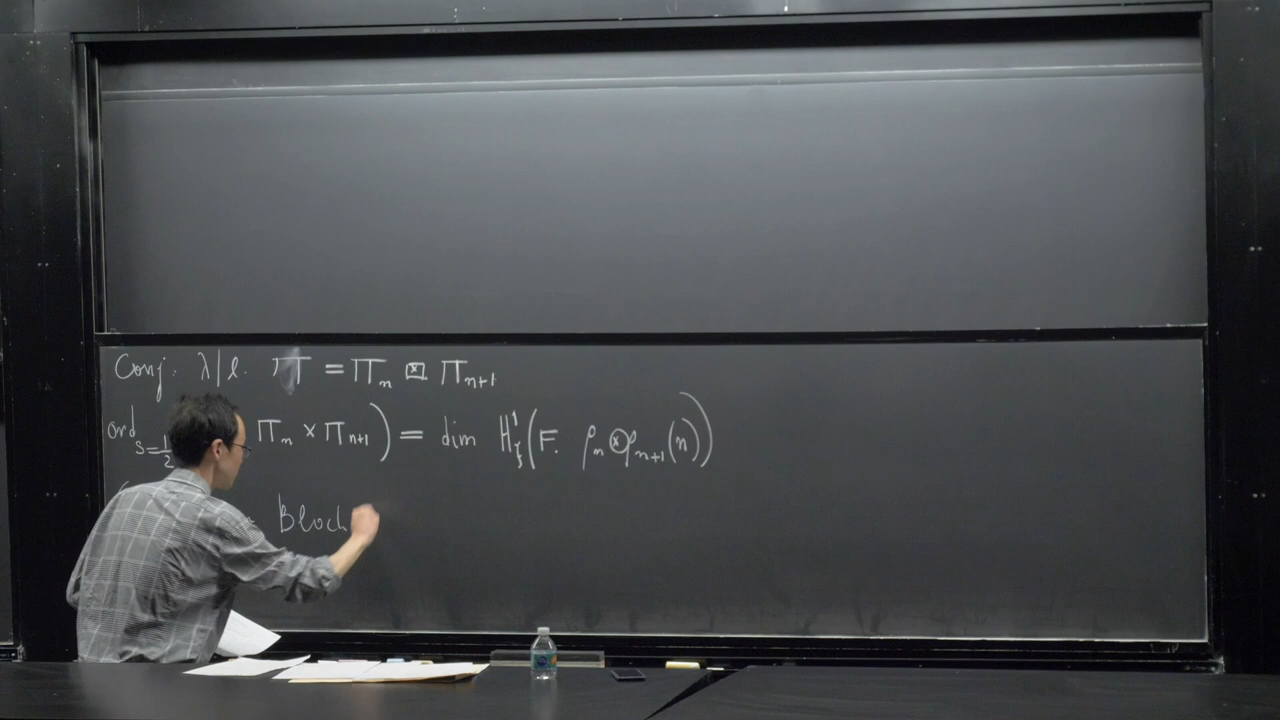 Conj. λ|ℓ. Π = Π_n ⊠ Π_{n+1}
ord_{s=1/2} Π_n × Π_{n+1}) = dim H^1_f(F, ρ_n ⊗ ρ_{n+1}(n))
Bloch